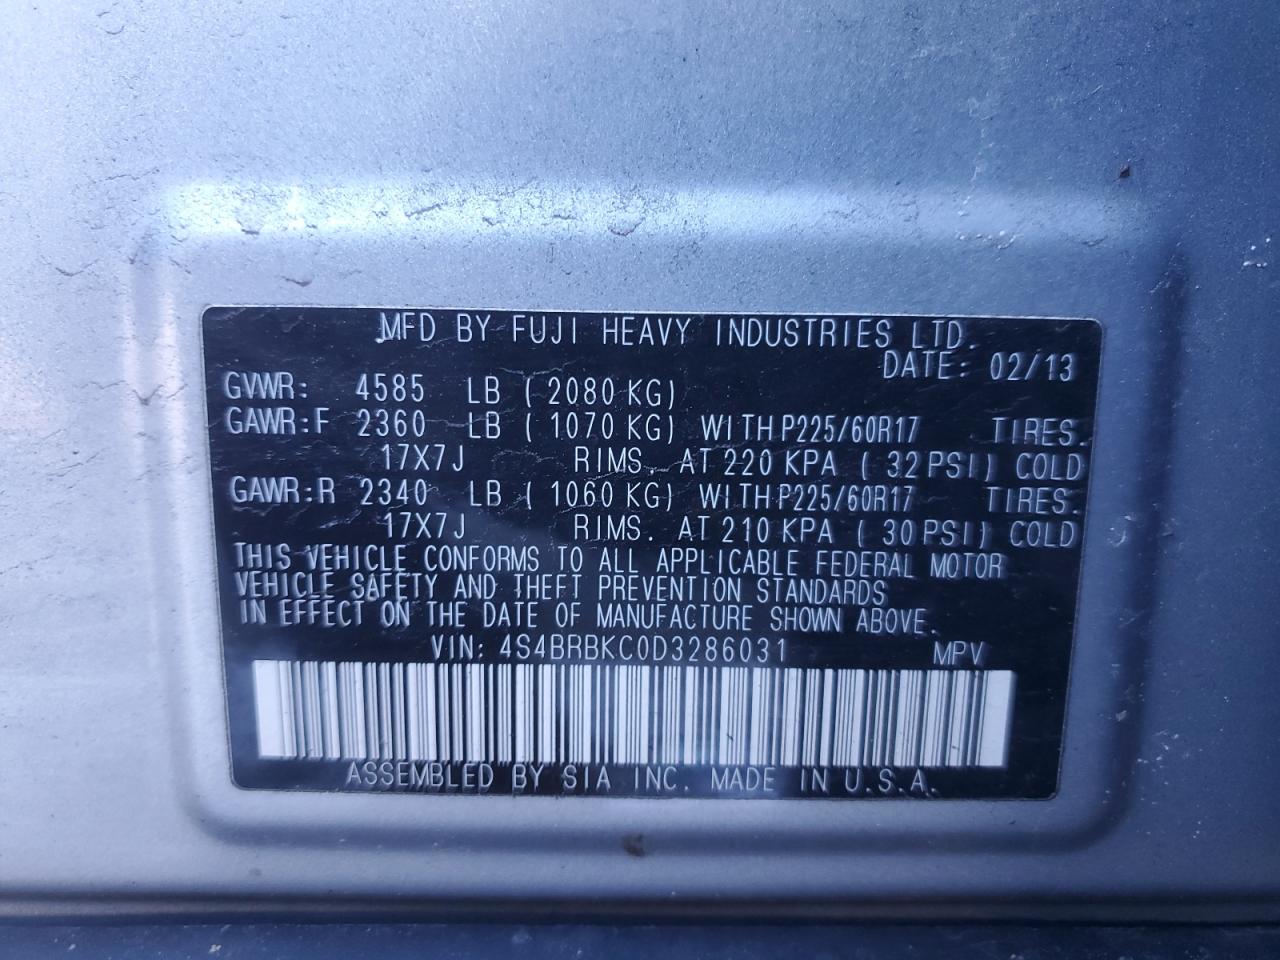 MFD BY FUJI HEAVY INDUSTRIES LTD.
DATE: 02/13
GVWR: 4585 LB ( 2080 KG)
GAWR:F 2360 LB ( 1070 KG) WITH P225/60R17 TIRES.
17X7J RIMS. AT 220 KPA ( 32 PSI) COLD
GAWR:R 2340 LB ( 1060 KG) WITH P225/60R17 TIRES.
17X7J RIMS. AT 210 KPA ( 30 PSI) COLD
THIS VEHICLE CONFORMS TO ALL APPLICABLE FEDERAL MOTOR
VEHICLE SAFETY AND THEFT PREVENTION STANDARDS
IN EFFECT ON THE DATE OF MANUFACTURE SHOWN ABOVE.
VIN: 4S4BRBKC0D3286031 MPV
ASSEMBLED BY SIA INC. MADE IN U.S.A.